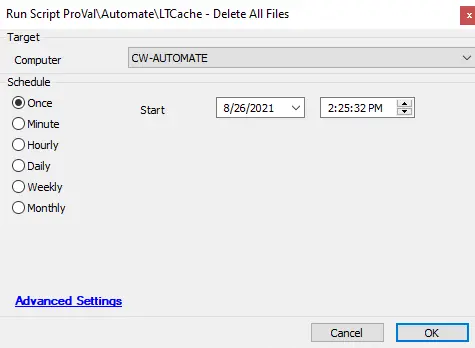 Run Script ProVal\Automate\LTCache - Delete All Files
x
Target
Computer
CW-AUTOMATE
Schedule
Once
Start
8/26/2021
2:25:32 PM
Minute
Hourly
Daily
Weekly
Monthly
Advanced Settings
Cancel
OK